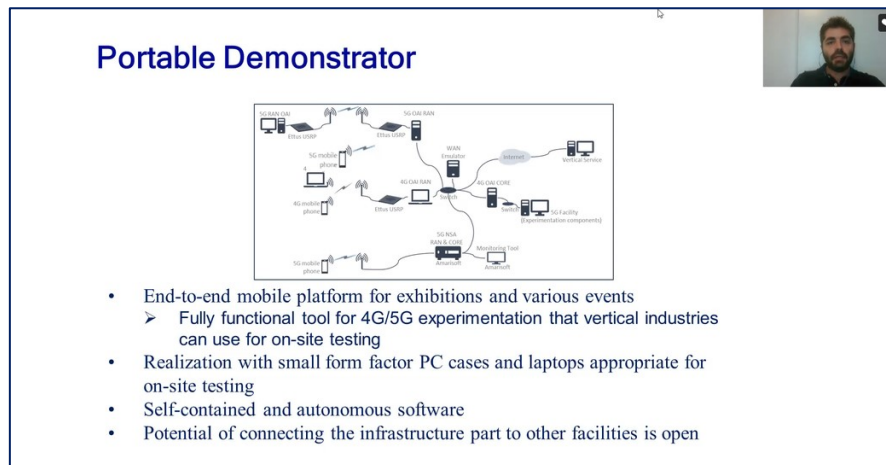 Portable Demonstrator
5G RAN OAI
Ettus USRP
Ettus USRP
5G OAI RAN
5G mobile
phone
WAN
Emulator
Internet
Vertical Service
4
4G mobile
phone
Ettus USRP
4G OAI RAN
Switch
4G OAI CORE
Switch
5G Facility
(Experimentation components)
5G NSA
RAN & CORE
Amarisoft
Monitoring Tool
Amarisoft
5G mobile
phone
• End-to-end mobile platform for exhibitions and various events
➢ Fully functional tool for 4G/5G experimentation that vertical industries
can use for on-site testing
• Realization with small form factor PC cases and laptops appropriate for
on-site testing
• Self-contained and autonomous software
• Potential of connecting the infrastructure part to other facilities is open